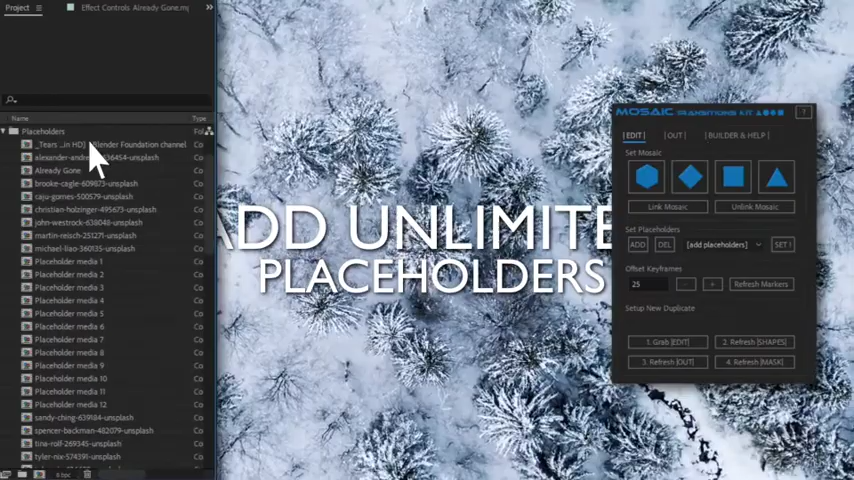 Project
Effect Controls Already Gone.mp
Name
Type
Placeholders
Fol
_Tears ..in HD] Blender Foundation channel
636454-unsplash
Co
Already Gone
Co
brooke-cagle-609873-unsplash
Co
caju-gomes-500579-unsplash
Co
christian-holzinger-495673-unsplash
Co
john-westrock-638048-unsplash
Co
martin-reisch-251271-unsplash
Co
michael-liao-360135-unsplash
Co
Placeholder media 1
Co
Placeholder media 2
Co
Placeholder media 3
Co
Placeholder media 4
Co
Placeholder media 5
Co
Placeholder media 6
Co
Placeholder media 7
Co
Placeholder media 8
Co
Placeholder media 9
Co
Placeholder media 10
Co
Placeholder media 11
Co
Placeholder media 12
Co
sandy-ching-639184-unsplash
Co
spencer-backman-482079-unsplash
Co
tina-rolf-269345-unsplash
Co
tyler-nix-574391-unsplash
Co
8 bpc
ADD UNLIMITE
PLACEHOLDERS
MOSAIC TRANSITIONS KIT
?
[EDIT]
[OUT]
[BUILDER & HELP]
Set Mosaic
Link Mosaic
Unlink Mosaic
Set Placeholders
ADD
DEL
[add placeholders]
SET !
Offset Keyframes
25
-
+
Refresh Markers
Setup New Duplicate
1. Grab [EDIT]
2. Refresh [SHAPES]
3. Refresh [OUT]
4. Refresh [MASK]